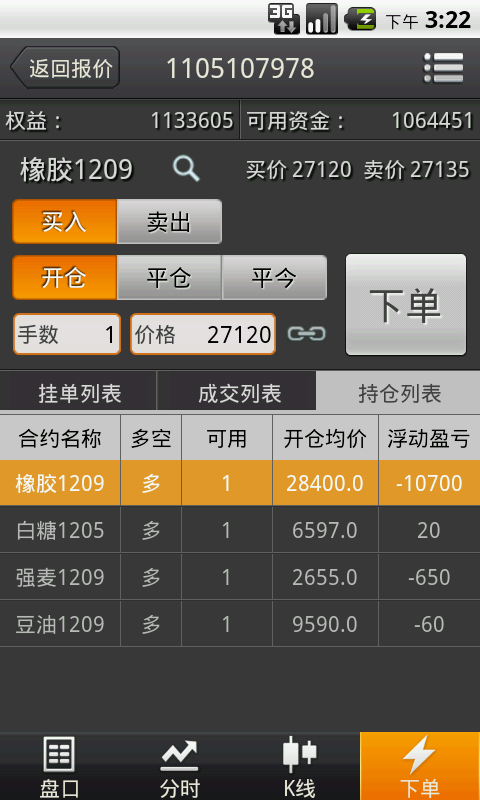 3G 下午 3:22
返回报价 1105107978
权益： 1133605 可用资金： 1064451
橡胶1209 买价 27120 卖价 27135
买入 卖出
开仓 平仓 平今 下单
手数 1 价格 27120
挂单列表 成交列表 持仓列表
合约名称 多空 可用 开仓均价 浮动盈亏
橡胶1209 多 1 28400.0 -10700
白糖1205 多 1 6597.0 20
强麦1209 多 1 2655.0 -650
豆油1209 多 1 9590.0 -60
盘口 分时 K线 下单